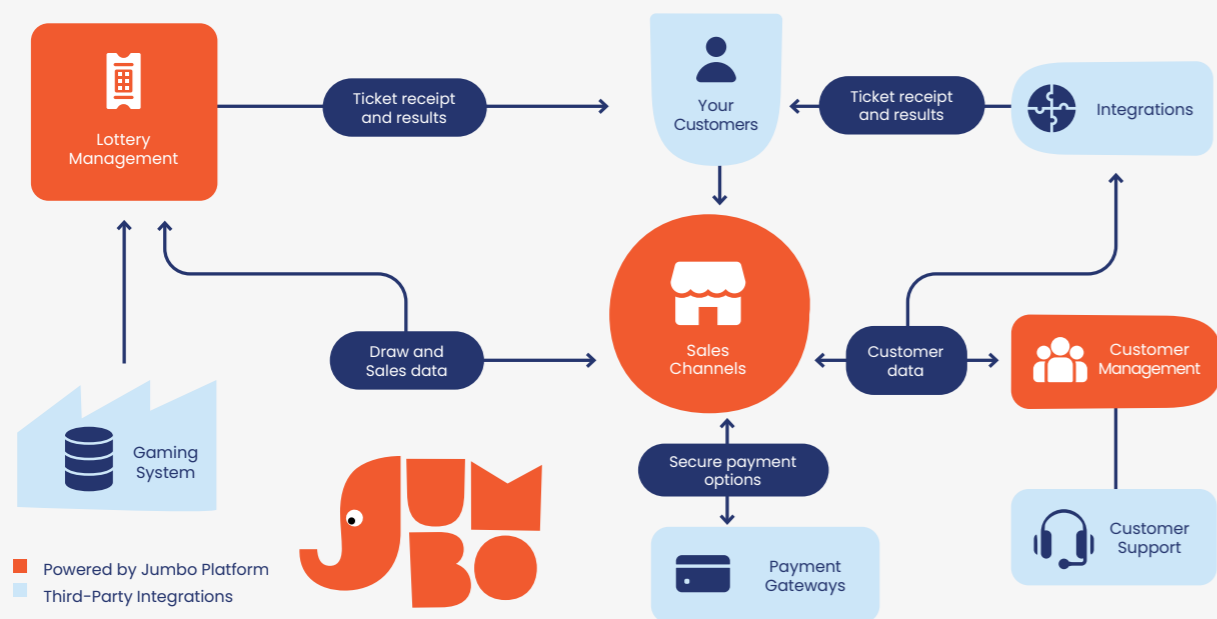 Lottery
Management
Ticket receipt
and results
Your
Customers
Ticket receipt
and results
Integrations
Draw and
Sales data
Sales
Channels
Customer
data
Customer
Management
Gaming
System
Secure payment
options
JUMBO
Customer
Support
Payment
Gateways
Powered by Jumbo Platform
Third-Party Integrations